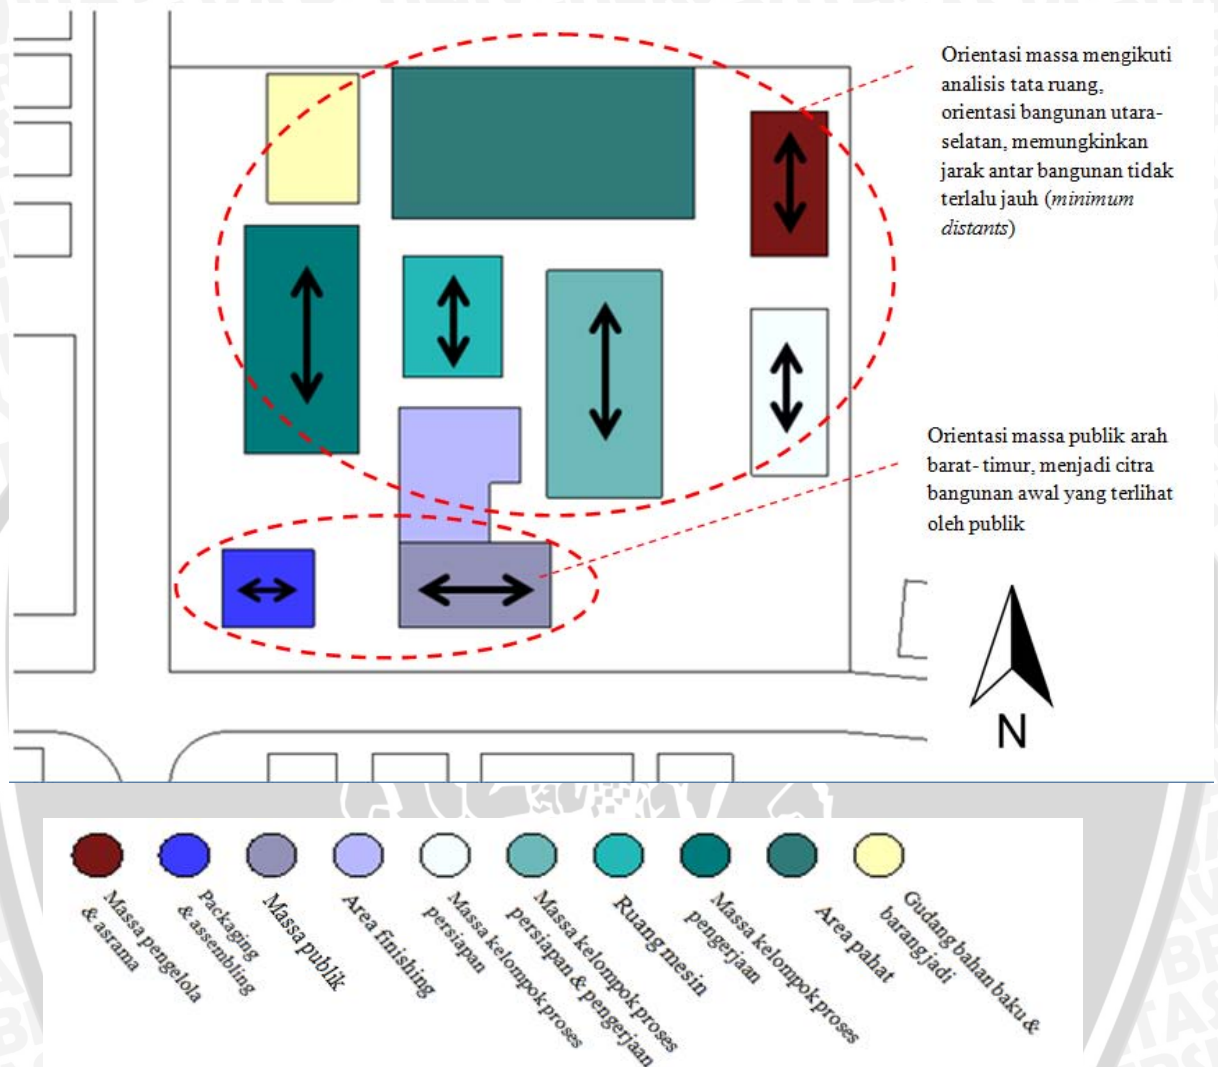 Orientasi massa mengikuti
analisis tata ruang,
orientasi bangunan utara-
selatan, memungkinkan
jarak antar bangunan tidak
terlalu jauh (minimum
distants)
Orientasi massa publik arah
barat- timur, menjadi citra
bangunan awal yang terlihat
oleh publik
N
Massa pengelola
& asrama
Packaging
& assembling
Massa publik
Area finishing
Massa kelompok proses
persiapan
Massa kelompok proses
persiapan & pengerjaan
Ruang mesin
Massa kelompok proses
pengerjaan
Area pahat
Gudang bahan baku &
barang jadi